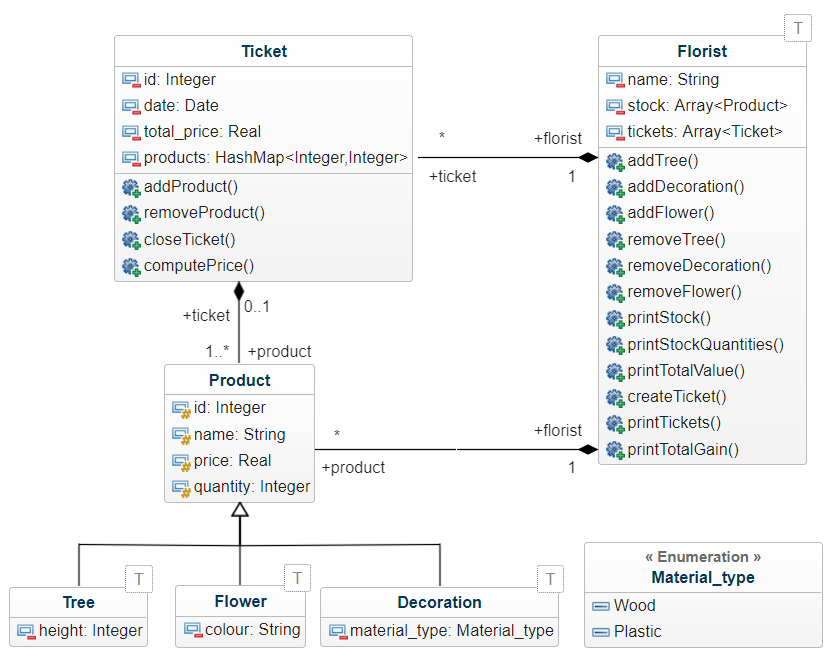 Ticket
id: Integer
date: Date
total_price: Real
products: HashMap<Integer,Integer>
addProduct()
removeProduct()
closeTicket()
computePrice()
T
Florist
name: String
stock: Array<Product>
tickets: Array<Ticket>
addTree()
addDecoration()
addFlower()
removeTree()
removeDecoration()
removeFlower()
printStock()
printStockQuantities()
printTotalValue()
createTicket()
printTickets()
printTotalGain()
* +florist
+ticket 1
+ticket 0..1
1..* +product
Product
id: Integer
name: String
price: Real
quantity: Integer
* +florist
+product 1
T
Tree
height: Integer
T
Flower
colour: String
T
Decoration
material_type: Material_type
« Enumeration »
Material_type
Wood
Plastic